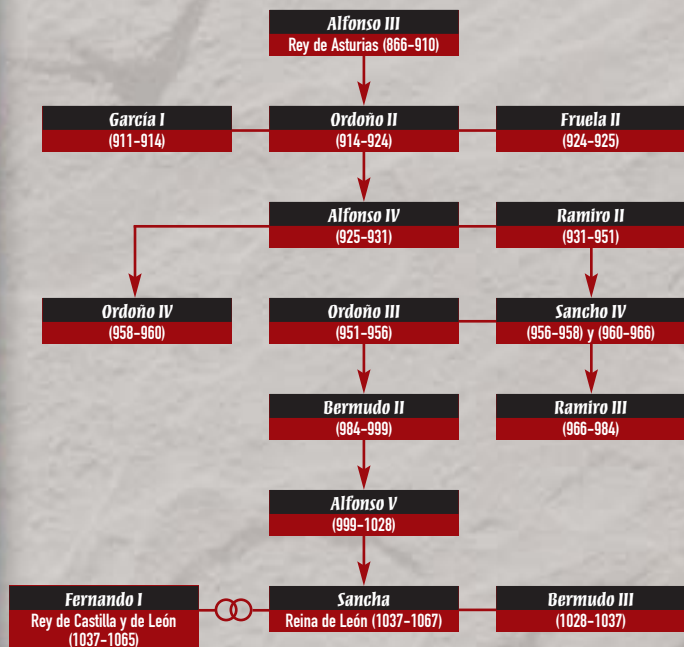 Alfonso III
Rey de Asturias (866-910)
García I
(911-914)
Ordoño II
(914-924)
Fruela II
(924-925)
Alfonso IV
(925-931)
Ramiro II
(931-951)
Ordoño IV
(958-960)
Ordoño III
(951-956)
Sancho IV
(956-958) y (960-966)
Bermudo II
(984-999)
Ramiro III
(966-984)
Alfonso V
(999-1028)
Fernando I
Rey de Castilla y de León
(1037-1065)
Sancha
Reina de León (1037-1067)
Bermudo III
(1028-1037)